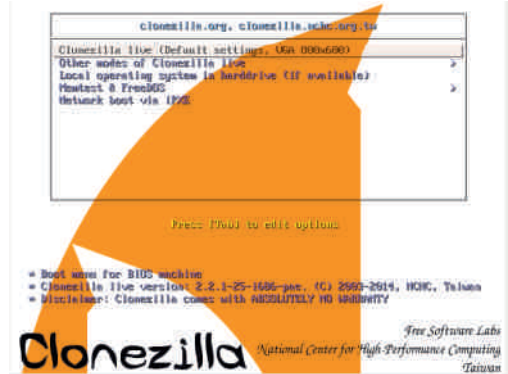 clonezilla.org, clonezilla.nchc.org.tw
Clonezilla live (Default settings, VGA 800x600)
Other modes of Clonezilla live >
Local operating system in harddrive (if available)
Memtest & FreeDOS >
Network boot via iPXE
Press [Tab] to edit options
* Boot menu for BIOS machine
* Clonezilla live version: 2.2.1-25-i686-pae. (C) 2003-2014, NCHC, Taiwan
* Disclaimer: Clonezilla comes with ABSOLUTELY NO WARRANTY
Free Software Labs
Clonezilla National Center for High-Performance Computing
Taiwan